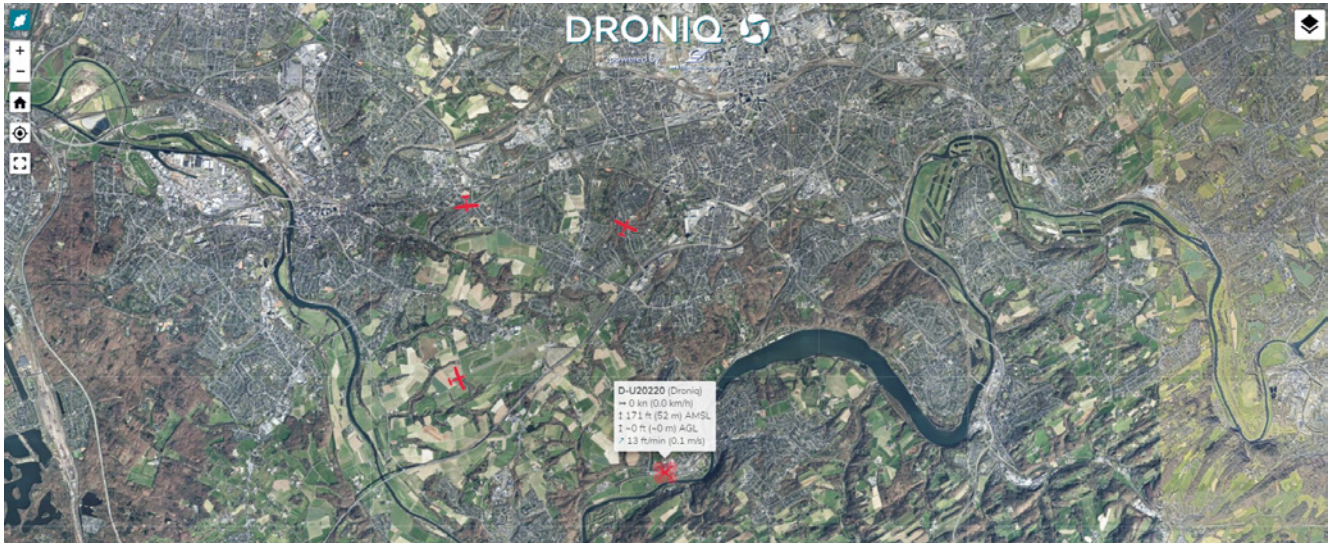 DRONIQ
powered by
+
−
D-U20220 (Droniq)
↦ 0 kn (0.0 km/h)
↕ 171 ft (52 m) AMSL
↕ ~0 ft (~0 m) AGL
↗ 13 ft/min (0.1 m/s)